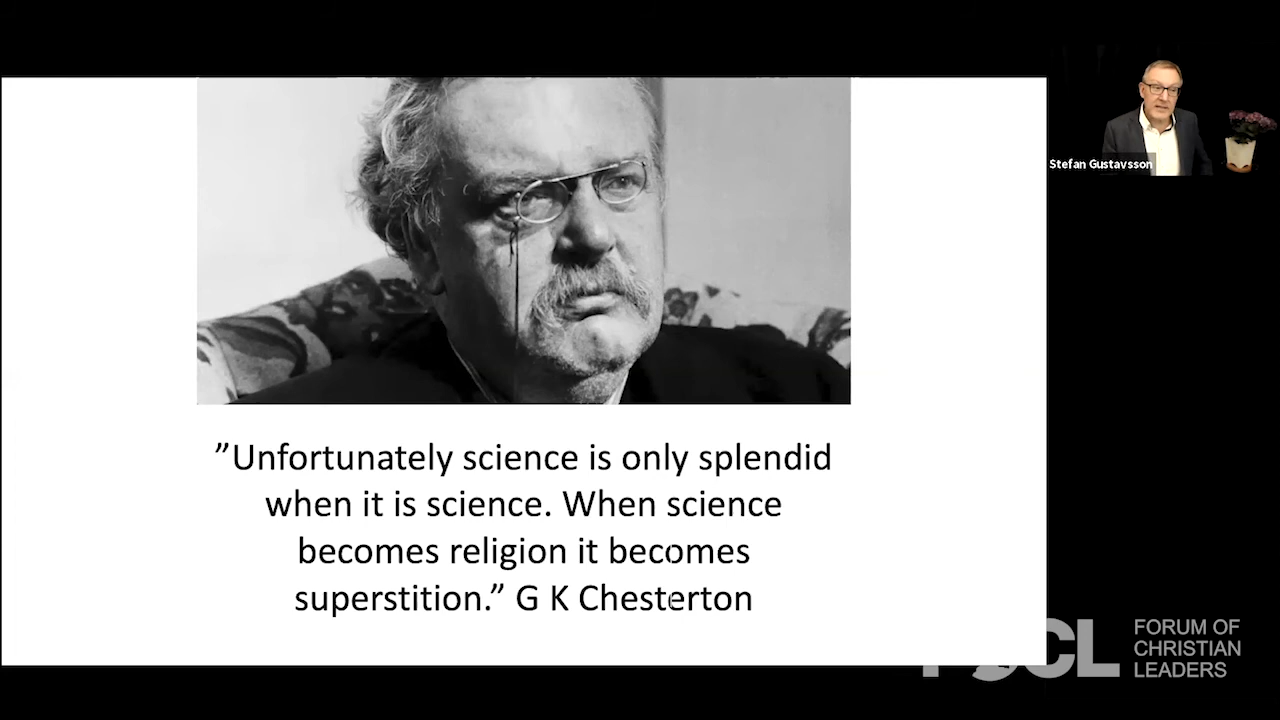 ”Unfortunately science is only splendid
when it is science. When science
becomes religion it becomes
superstition.” G K Chesterton
Stefan Gustavsson
FORUM OF
CHRISTIAN
LEADERS